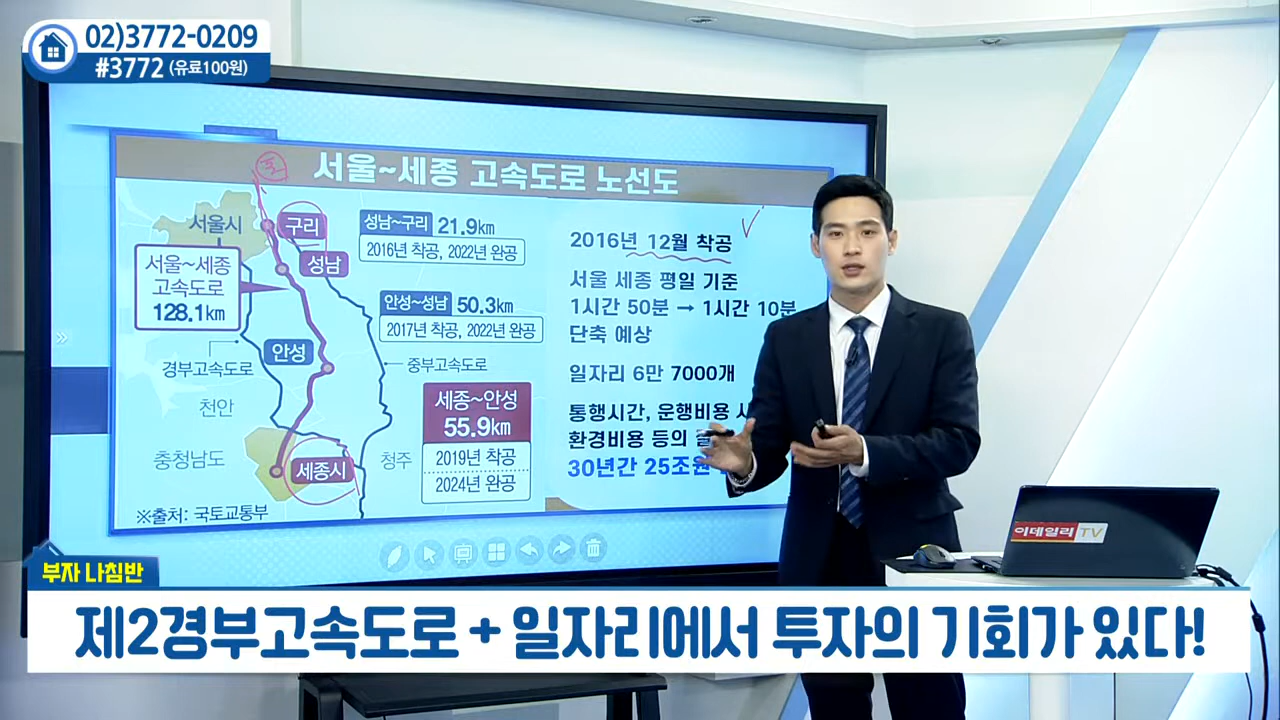 02)3772-0209
#3772 (유료100원)
서울~세종 고속도로 노선도
서울시
구리
성남
서울~세종
고속도로
128.1km
성남~구리 21.9km
2016년 착공, 2022년 완공
안성~성남 50.3km
2017년 착공, 2022년 완공
안성
경부고속도로
중부고속도로
천안
세종~안성
55.9km
2019년 착공
2024년 완공
충청남도
세종시
청주
※출처: 국토교통부
2016년 12월 착공
서울 세종 평일 기준
1시간 50분 → 1시간 10분
단축 예상
일자리 6만 7000개
통행시간, 운행비용
환경비용 등의
30년간 25조원
이데일리TV
부자 나침반
제2경부고속도로 + 일자리에서 투자의 기회가 있다!